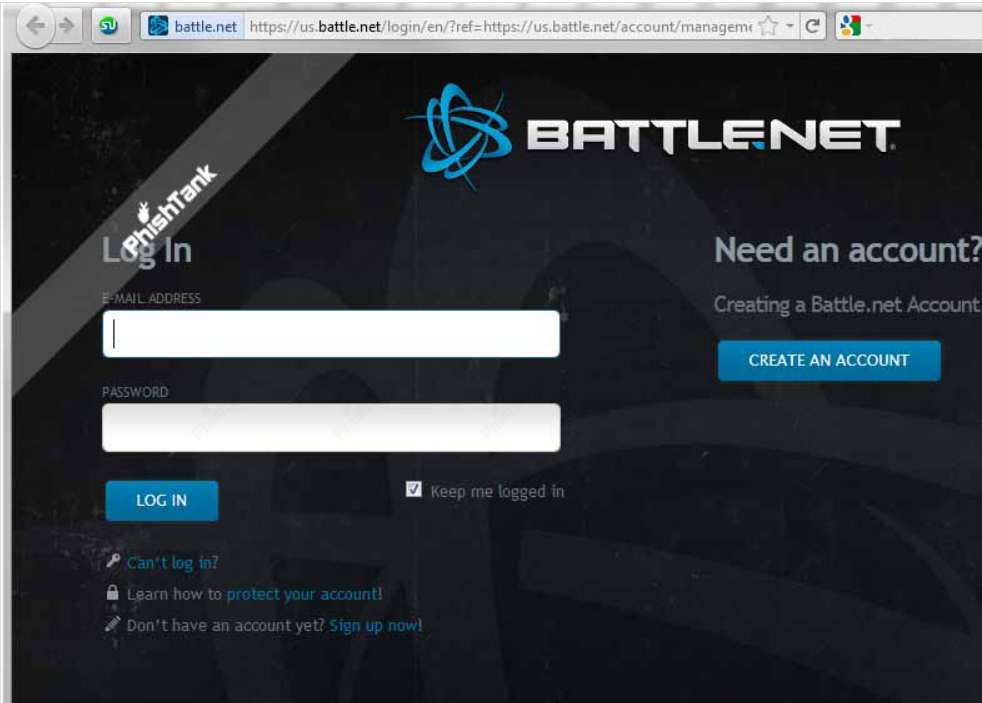 battle.net https://us.battle.net/login/en/?ref=https://us.battle.net/account/manageme
BATTLE.NET
PhishTank
Log In
E-MAIL ADDRESS
PASSWORD
LOG IN
Keep me logged in
Can't log in?
Learn how to protect your account!
Don't have an account yet? Sign up now!
Need an account?
Creating a Battle.net Account
CREATE AN ACCOUNT